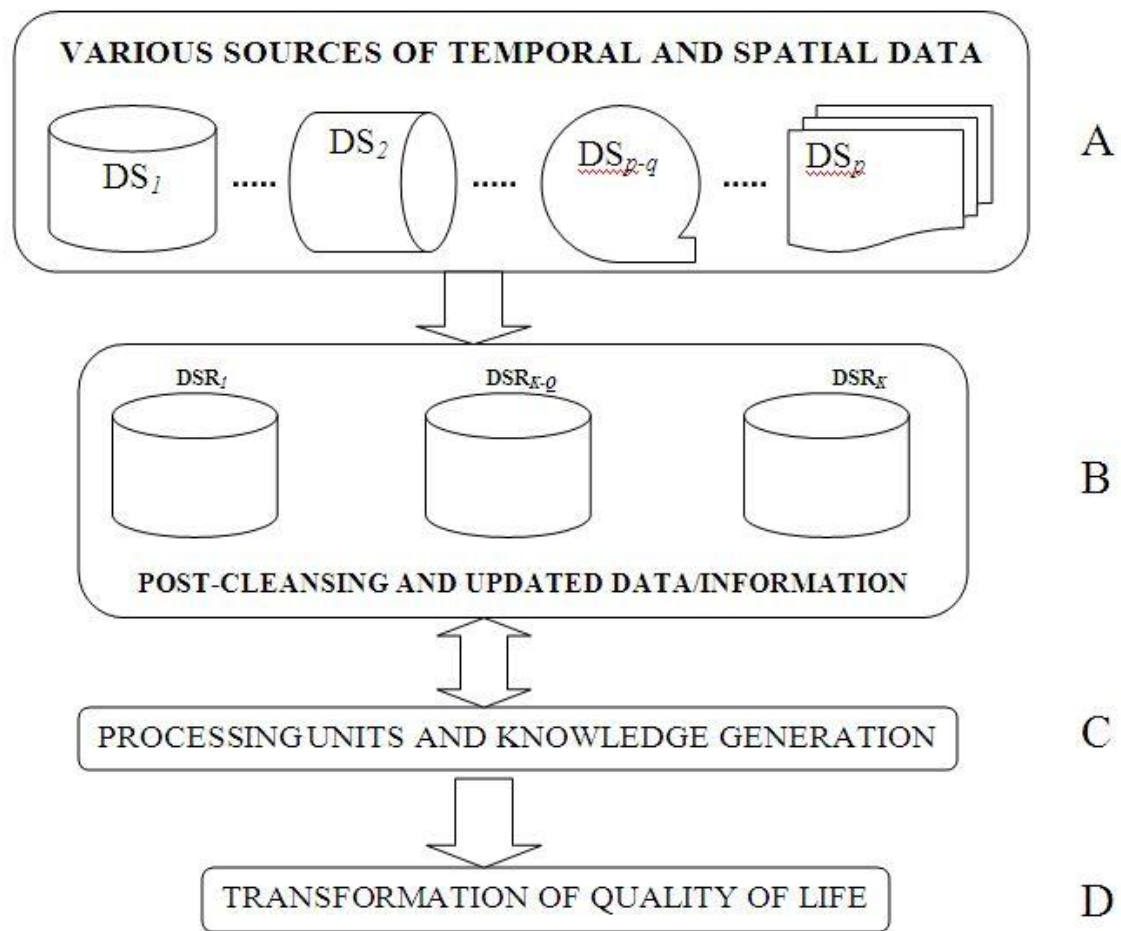 VARIOUS SOURCES OF TEMPORAL AND SPATIAL DATA
DS1 ..... DS2 ..... DSp-q ..... DSp
A
DSR1 DSRK-Q DSRK
B
POST-CLEANSING AND UPDATED DATA/INFORMATION
PROCESSING UNITS AND KNOWLEDGE GENERATION
C
TRANSFORMATION OF QUALITY OF LIFE
D